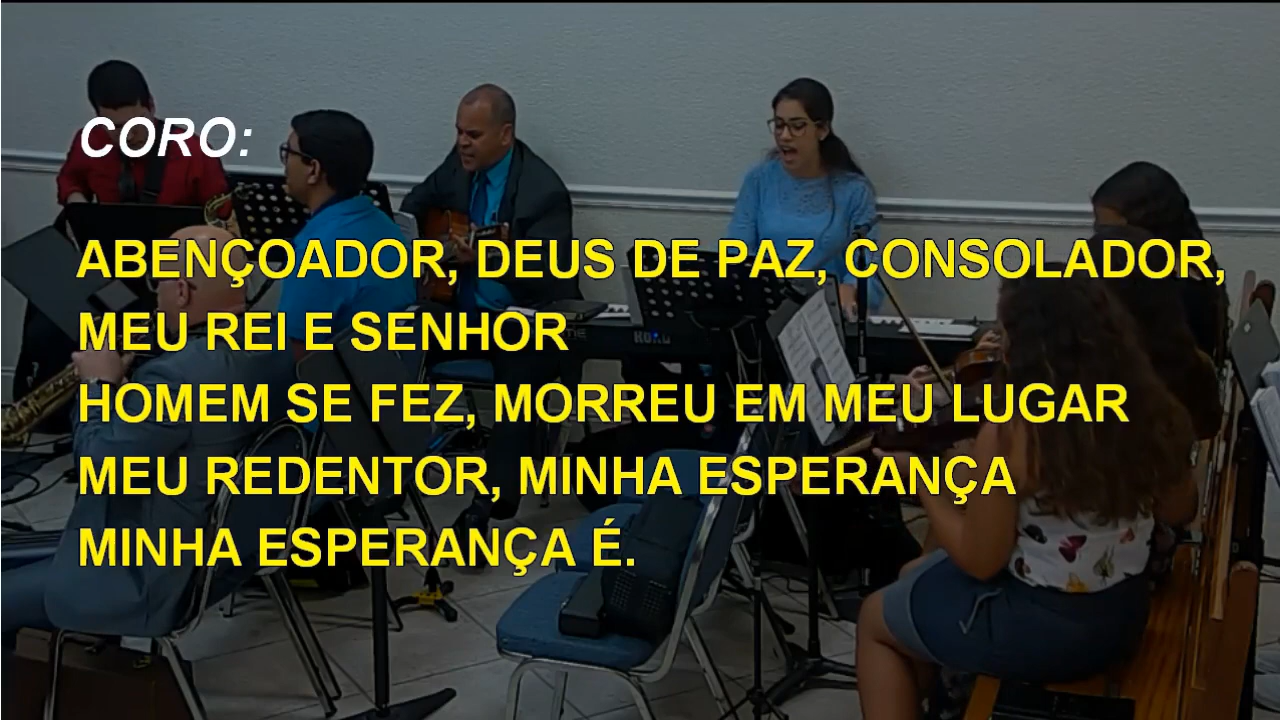 CORO:
ABENÇOADOR, DEUS DE PAZ, CONSOLADOR,
MEU REI E SENHOR
KORG
HOMEM SE FEZ, MORREU EM MEU LUGAR
MEU REDENTOR, MINHA ESPERANÇA
MINHA ESPERANÇA É.